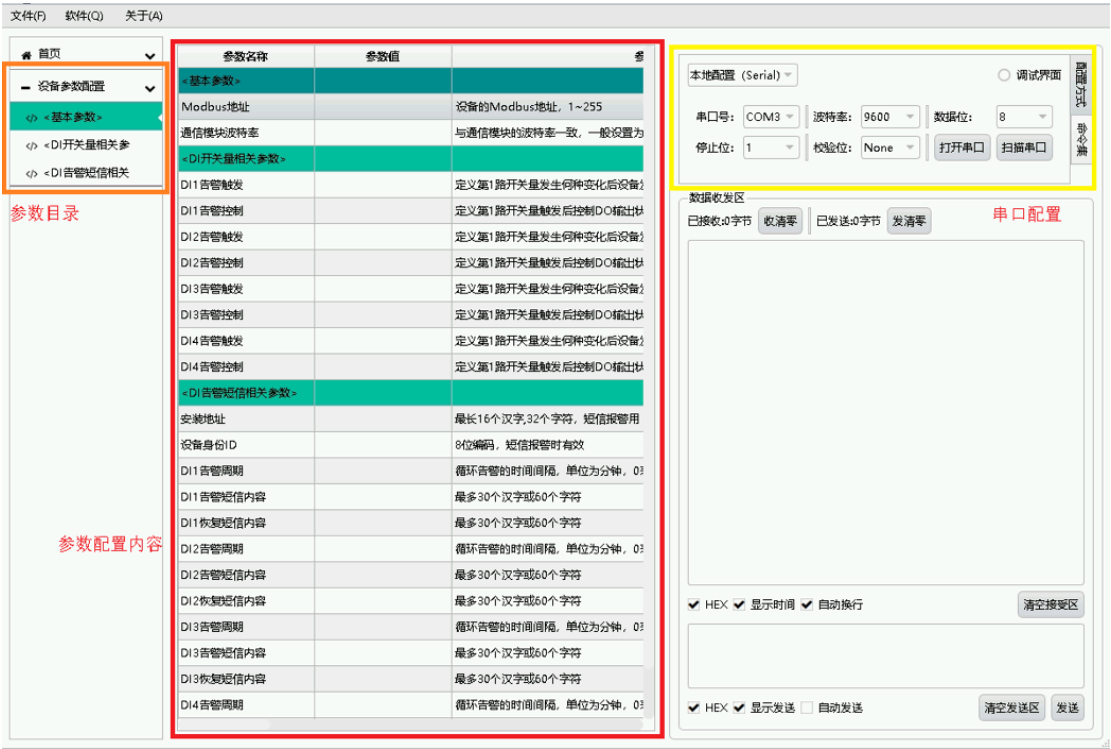 文件(F) 软件(Q) 关于(A)
首页
设备参数配置
</> <基本参数>
</> <DI开关量相关参
</> <DI告警短信相关
参数目录
参数配置内容
参数名称 参数值
<基本参数>
Modbus地址 设备的Modbus地址，1~255
通信模块波特率 与通信模块的波特率一致，一般设置为
<DI开关量相关参数>
DI1告警触发 定义第1路开关量发生何种变化后设备
DI1告警控制 定义第1路开关量触发后控制DO输出状
DI2告警触发 定义第1路开关量发生何种变化后设备
DI2告警控制 定义第1路开关量触发后控制DO输出状
DI3告警触发 定义第1路开关量发生何种变化后设备
DI3告警控制 定义第1路开关量触发后控制DO输出状
DI4告警触发 定义第1路开关量发生何种变化后设备
DI4告警控制 定义第1路开关量触发后控制DO输出状
<DI告警短信相关参数>
安装地址 最长16个汉字,32个字符，短信报警用
设备身份ID 8位编码，短信报警时有效
DI1告警周期 循环告警的时间间隔，单位为分钟，0
DI1告警短信内容 最多30个汉字或60个字符
DI1恢复短信内容 最多30个汉字或60个字符
DI2告警周期 循环告警的时间间隔，单位为分钟，0
DI2告警短信内容 最多30个汉字或60个字符
DI2恢复短信内容 最多30个汉字或60个字符
DI3告警周期 循环告警的时间间隔，单位为分钟，0
DI3告警短信内容 最多30个汉字或60个字符
DI3恢复短信内容 最多30个汉字或60个字符
DI4告警周期 循环告警的时间间隔，单位为分钟，0
本地配置 (Serial) 调试界面
串口号: COM3 波特率: 9600 数据位: 8
停止位: 1 校验位: None 打开串口 扫描串口
配置方式
命令集
串口配置
数据收发区
已接收:0字节 收清零 已发送:0字节 发清零
HEX 显示时间 自动换行 清空接受区
HEX 显示发送 自动发送 清空发送区 发送